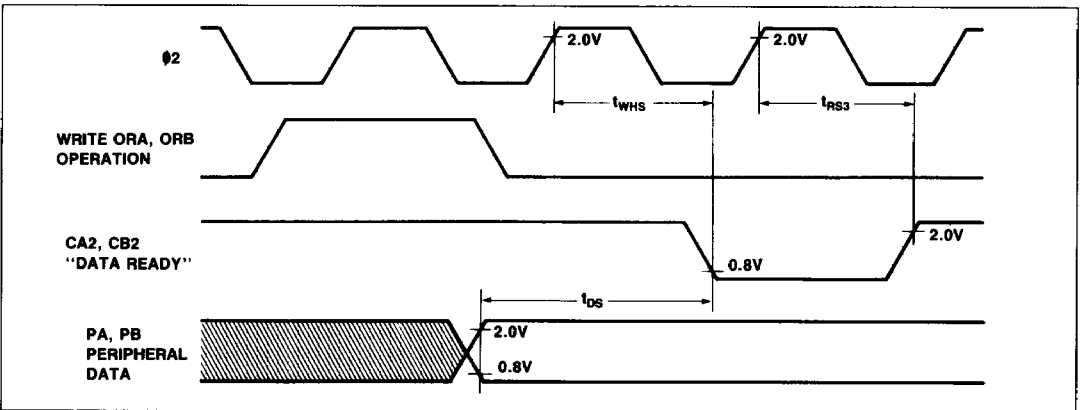 ϕ2
2.0V
2.0V
tWHS
tRS3
WRITE ORA, ORB
OPERATION
CA2, CB2
"DATA READY"
2.0V
0.8V
tDS
PA, PB
PERIPHERAL
DATA
2.0V
0.8V